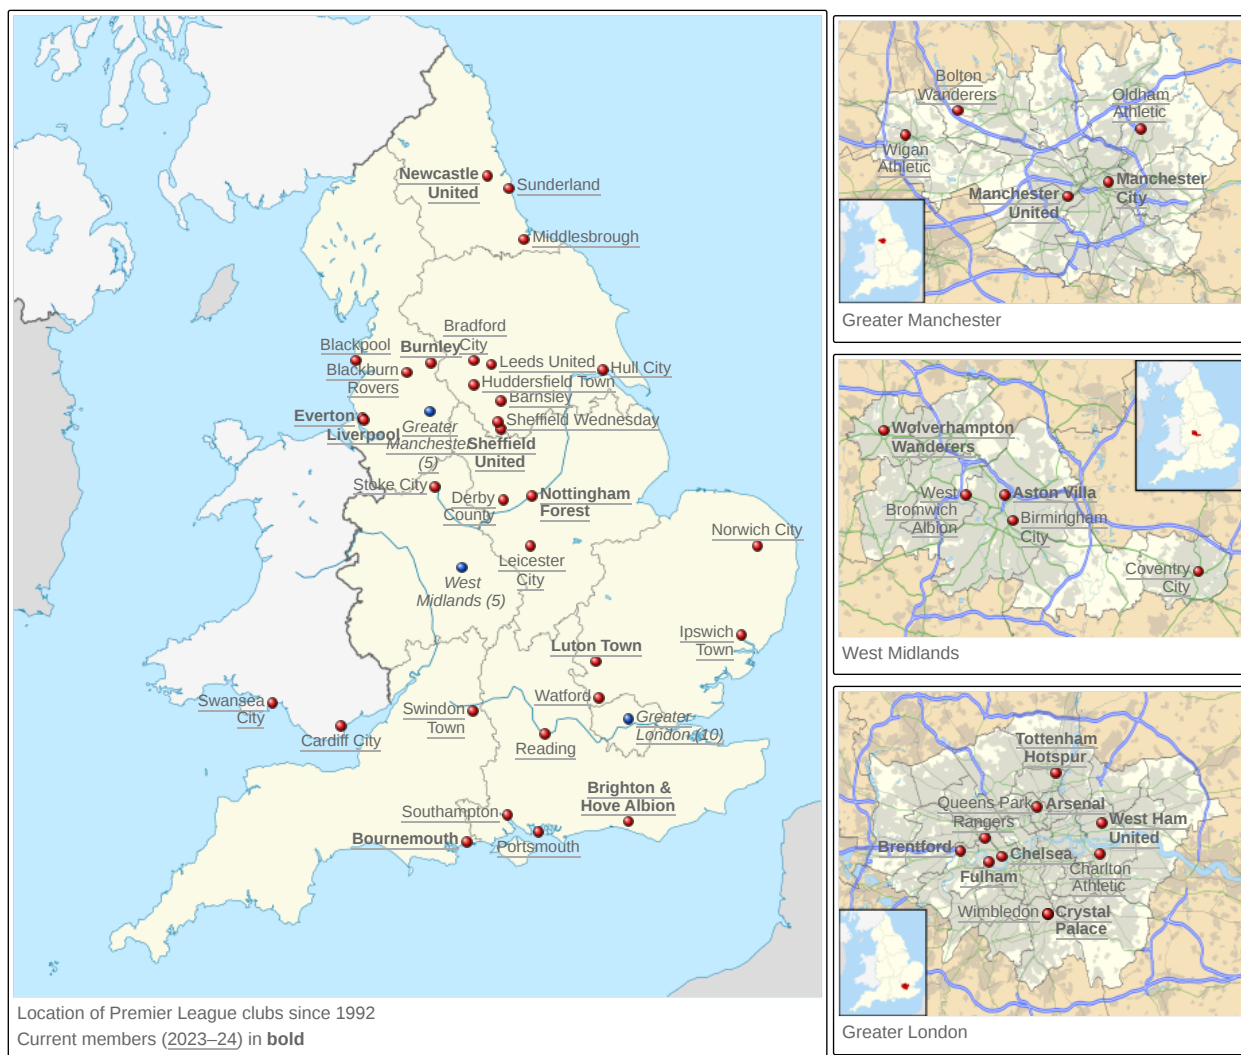 Newcastle
United
Sunderland
Middlesbrough
Bradford
City
Blackpool
Burnley
Leeds United
Hull City
Blackburn
Rovers
Huddersfield Town
Barnsley
Everton
Liverpool
Greater
Manchester
(5)
Sheffield Wednesday
Sheffield
United
Stoke City
Derby
County
Nottingham
Forest
Norwich City
Leicester
City
West
Midlands (5)
Ipswich
Town
Luton Town
Watford
Swansea
City
Cardiff City
Swindon
Town
Greater
London (10)
Reading
Brighton &
Hove Albion
Southampton
Bournemouth
Portsmouth
Location of Premier League clubs since 1992
Current members (2023–24) in bold
Bolton
Wanderers
Oldham
Athletic
Wigan
Athletic
Manchester
City
Manchester
United
Greater Manchester
Wolverhampton
Wanderers
West
Bromwich
Albion
Aston Villa
Birmingham
City
Coventry
City
West Midlands
Tottenham
Hotspur
Queens Park
Rangers
Arsenal
West Ham
United
Brentford
Chelsea
Fulham
Charlton
Athletic
Wimbledon
Crystal
Palace
Greater London